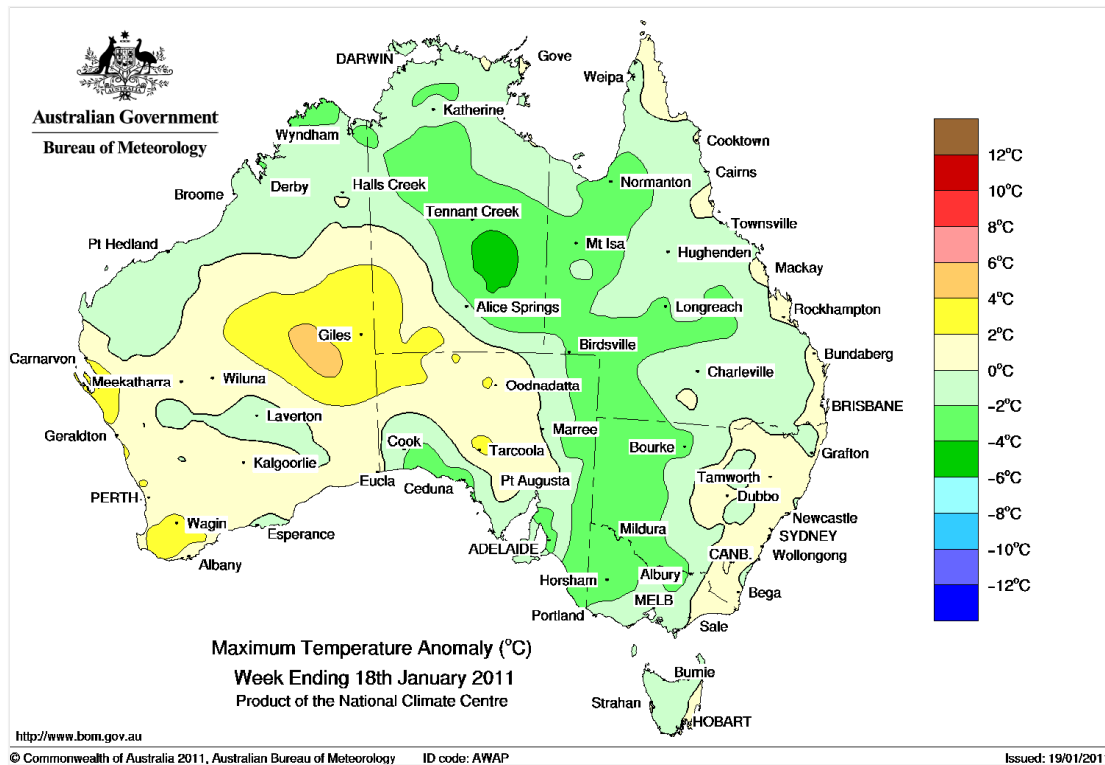 Australian Government
Bureau of Meteorology
DARWIN
Gove
Weipa
Katherine
Wyndham
Cooktown
Cairns
Broome
Derby
Halls Creek
Normanton
Tennant Creek
Townsville
Pt Hedland
Mt Isa
Hughenden
Mackay
Alice Springs
Longreach
Rockhampton
Giles
Birdsville
Carnarvon
Bundaberg
Meekatharra
Wiluna
Oodnadatta
Charleville
BRISBANE
Laverton
Marree
Geraldton
Cook
Tarcoola
Bourke
Grafton
Kalgoorlie
Eucla
Ceduna
Pt Augusta
Tamworth
Dubbo
PERTH
Wagin
Esperance
Newcastle
Mildura
SYDNEY
ADELAIDE
CANB.
Wollongong
Albany
Horsham
Albury
Bega
MELB
Portland
Sale
Burnie
Strahan
HOBART
12°C
10°C
8°C
6°C
4°C
2°C
0°C
-2°C
-4°C
-6°C
-8°C
-10°C
-12°C
Maximum Temperature Anomaly (°C)
Week Ending 18th January 2011
Product of the National Climate Centre
http://www.bom.gov.au
© Commonwealth of Australia 2011, Australian Bureau of Meteorology ID code: AWAP Issued: 19/01/2011